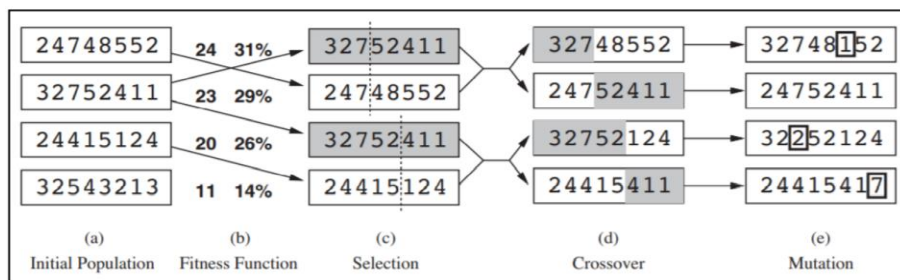 24748552 24 31% 32752411 32748552 32748152
32752411 23 29% 24748552 24752411 24752411
24415124 20 26% 32752411 32752124 32252124
32543213 11 14% 24415124 24415411 24415417
(a) (b) (c) (d) (e)
Initial Population Fitness Function Selection Crossover Mutation